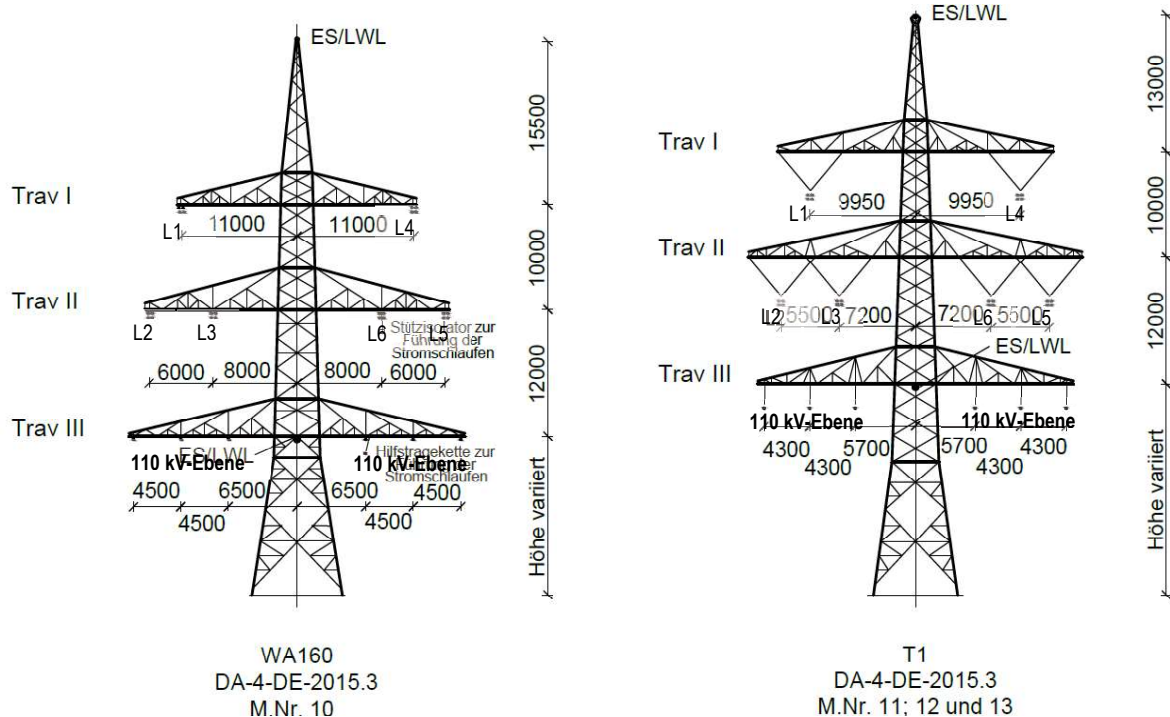 ES/LWL
15500
Trav I
11000 11000
L1 L4
10000
Trav II
L2 L3 L6 L5
Stützisolator zur
Führung der
Stromschlaufen
6000 8000 8000 6000
12000
Trav III
ES/LWL
110 kV-Ebene 110 kV-Ebene
Hilfstragekette zur
Führung der
Stromschlaufen
4500 6500 6500 4500
4500 4500
Höhe variiert
WA160
DA-4-DE-2015.3
M.Nr. 10
ES/LWL
13000
Trav I
9950 9950
L1 L4
10000
Trav II
L2 5500 L3 7200 7200 L6 5500 L5
12000
ES/LWL
Trav III
110 kV-Ebene 110 kV-Ebene
4300 5700 5700 4300
4300 4300
Höhe variiert
T1
DA-4-DE-2015.3
M.Nr. 11; 12 und 13